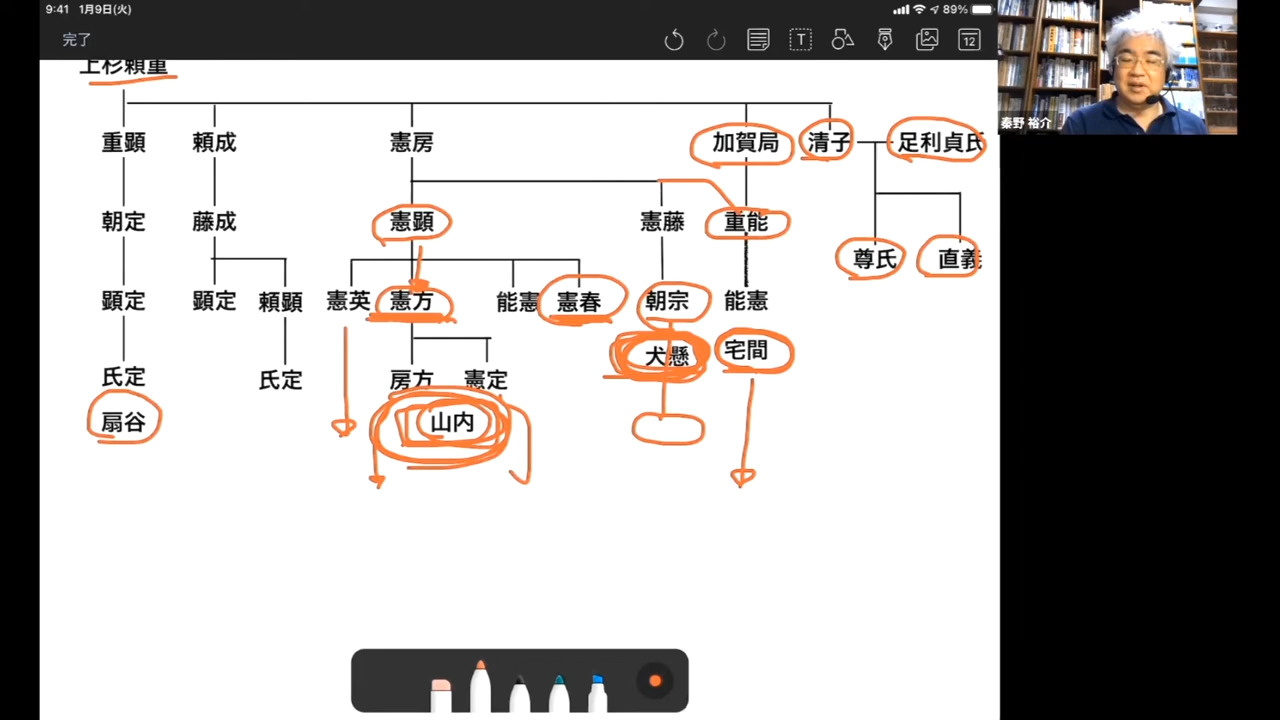 9:41 1月9日(火) 89%
完了
T
12
秦野 裕介
上杉頼重
重顕 頼成 憲房 加賀局 清子 足利貞氏
朝定 藤成 憲顕 憲藤 重能
尊氏 直義
顕定 顕定 頼顕 憲英 憲方 能憲 憲春 朝宗 能憲
犬懸 宅間
氏定 氏定 房方 憲定
扇谷 山内